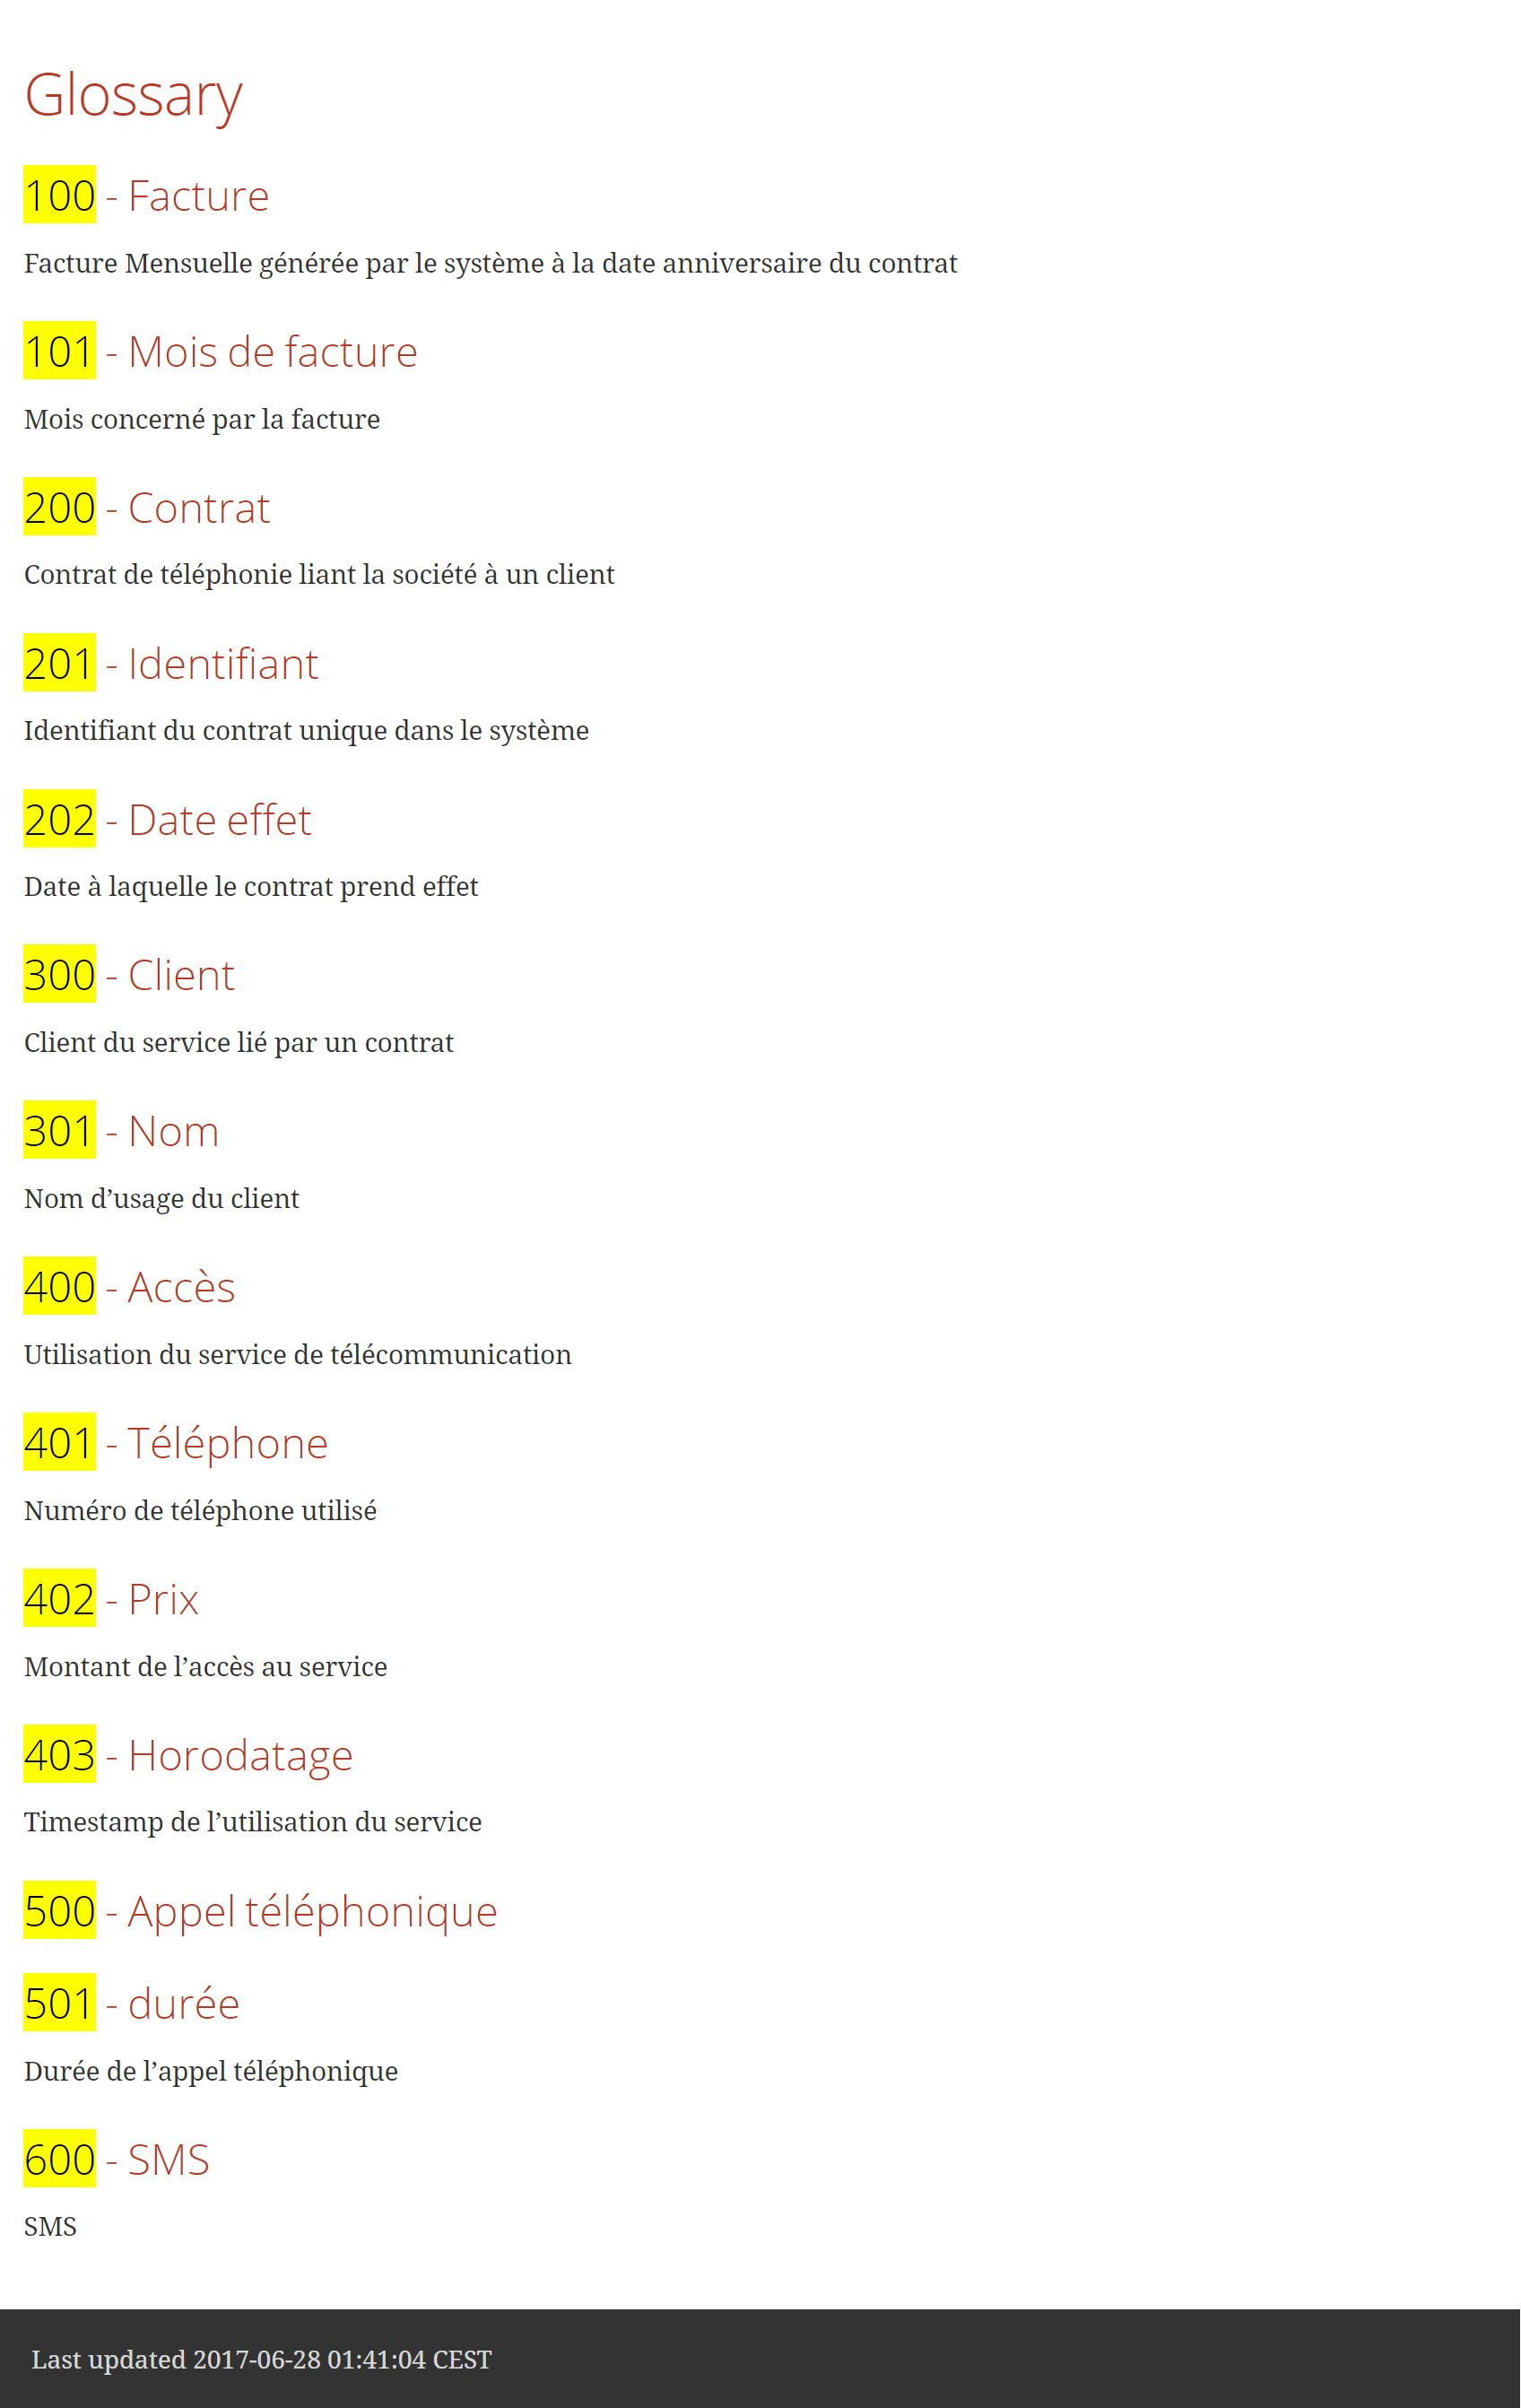 Glossary
100 - Facture
Facture Mensuelle générée par le système à la date anniversaire du contrat
101 - Mois de facture
Mois concerné par la facture
200 - Contrat
Contrat de téléphonie liant la société à un client
201 - Identifiant
Identifiant du contrat unique dans le système
202 - Date effet
Date à laquelle le contrat prend effet
300 - Client
Client du service lié par un contrat
301 - Nom
Nom d’usage du client
400 - Accès
Utilisation du service de télécommunication
401 - Téléphone
Numéro de téléphone utilisé
402 - Prix
Montant de l’accès au service
403 - Horodatage
Timestamp de l’utilisation du service
500 - Appel téléphonique
501 - durée
Durée de l’appel téléphonique
600 - SMS
SMS
Last updated 2017-06-28 01:41:04 CEST